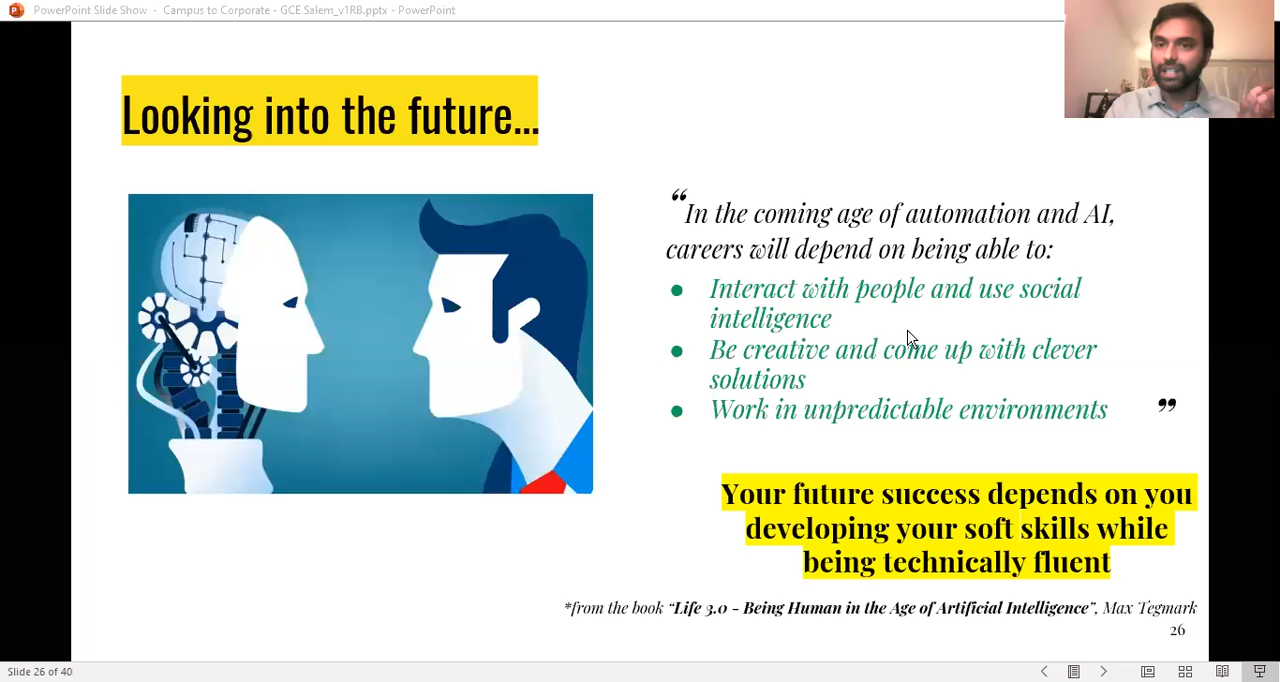 PowerPoint Slide Show - Campus to Corporate - GCE Salem_v1RB.pptx - PowerPoint
Looking into the future...
“In the coming age of automation and AI,
careers will depend on being able to:
● Interact with people and use social
intelligence
● Be creative and come up with clever
solutions
● Work in unpredictable environments ”
Your future success depends on you
developing your soft skills while
being technically fluent
*from the book “Life 3.0 - Being Human in the Age of Artificial Intelligence”, Max Tegmark
26
Slide 26 of 40